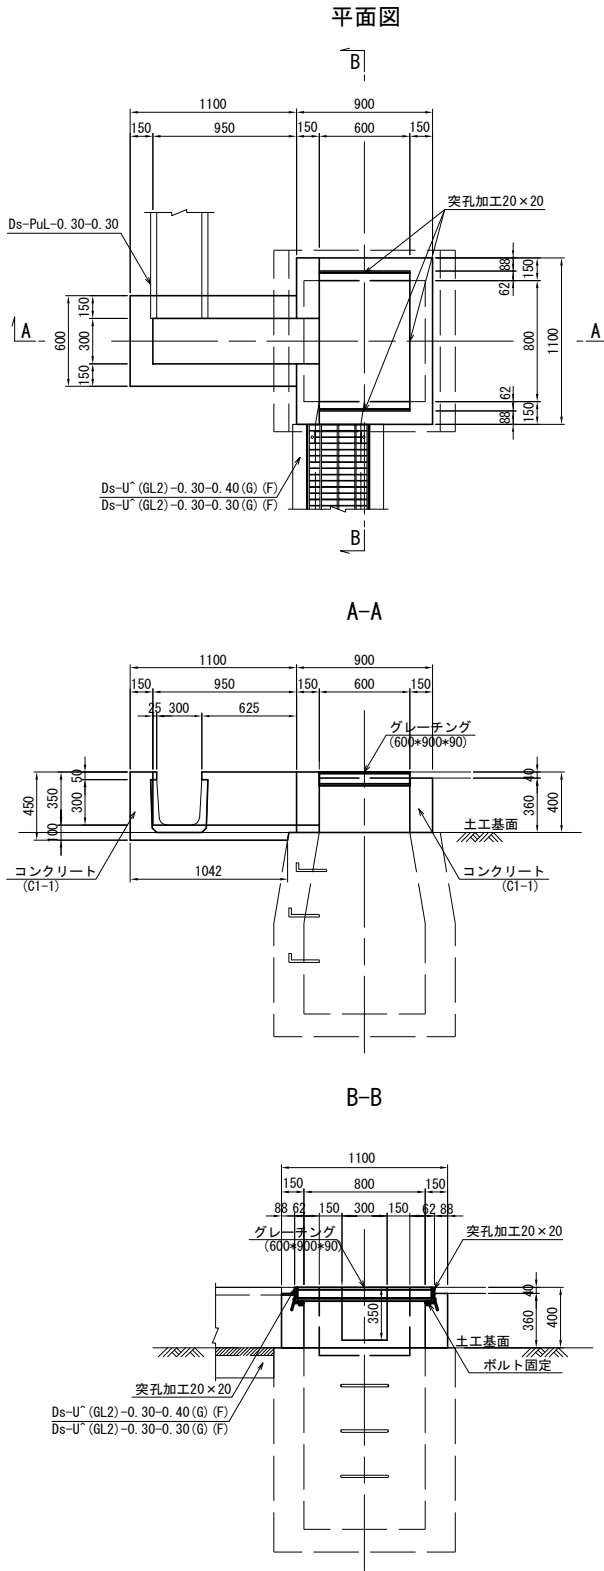 平面図
B
1100
900
150
950
150
600
150
突孔加工20×20
Ds-PuL-0.30-0.30
88
150
62
A
600
150
300
150
800
1100
A
62
150
88
Ds-U^(GL2)-0.30-0.40(G)(F)
Ds-U^(GL2)-0.30-0.30(G)(F)
B
A-A
1100
900
150
950
150
600
150
25
300
625
グレーチング
(600*900*90)
450
350
50
300
100
40
360
400
土工基面
コンクリート
(C1-1)
1042
コンクリート
(C1-1)
B-B
1100
150
800
150
88
62
150
300
150
62
88
グレーチング
(600*900*90)
突孔加工20×20
350
40
360
400
土工基面
ボルト固定
突孔加工20×20
Ds-U^(GL2)-0.30-0.40(G)(F)
Ds-U^(GL2)-0.30-0.30(G)(F)